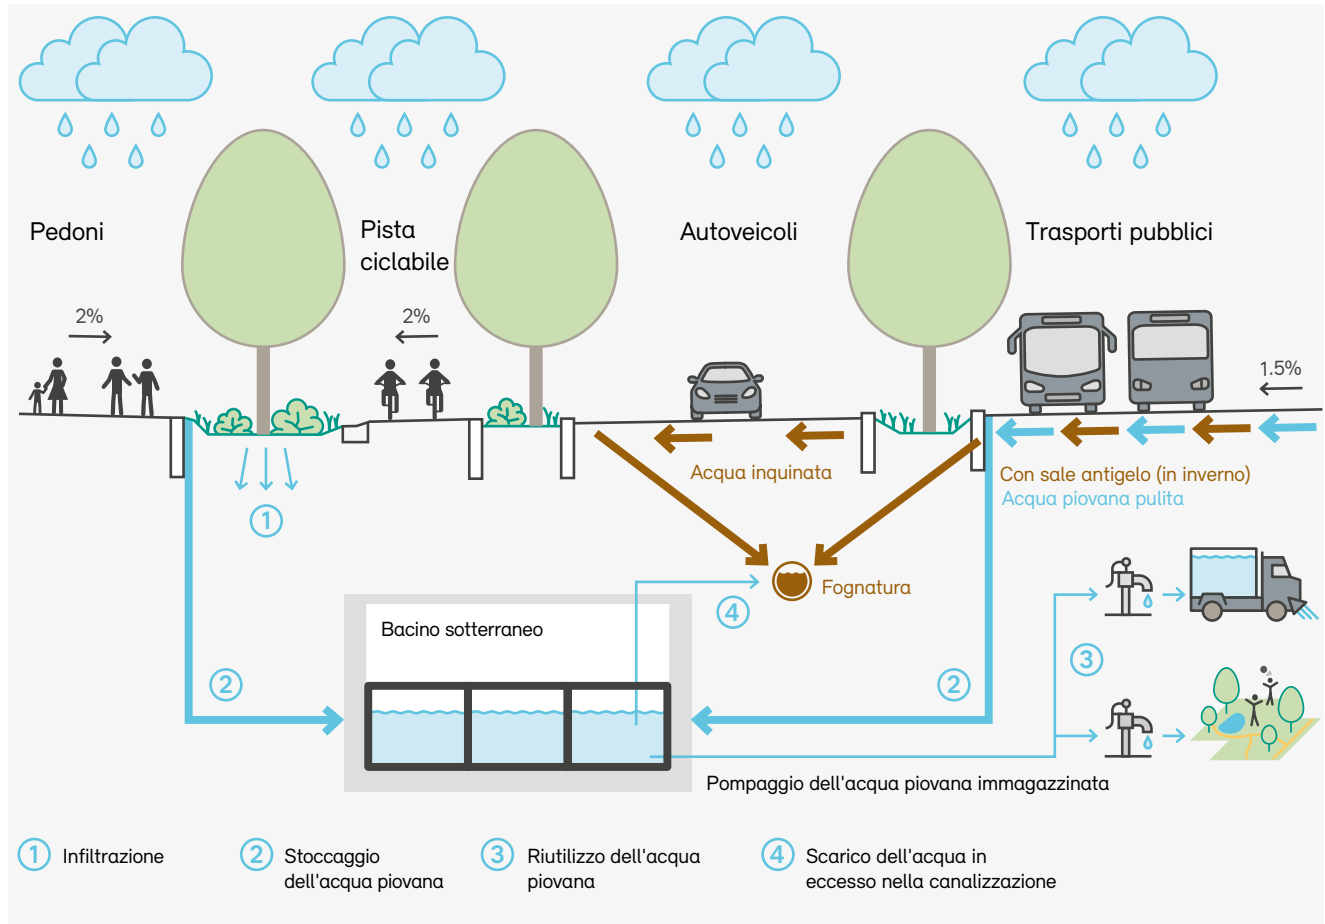 Pedoni
Pista
ciclabile
Autoveicoli
Trasporti pubblici
2%
2%
1.5%
Acqua inquinata
Con sale antigelo (in inverno)
Acqua piovana pulita
1
Fognatura
4
Bacino sotterraneo
3
2
2
Pompaggio dell'acqua piovana immagazzinata
1 Infiltrazione
2 Stoccaggio
dell'acqua piovana
3 Riutilizzo dell'acqua
piovana
4 Scarico dell'acqua in
eccesso nella canalizzazione